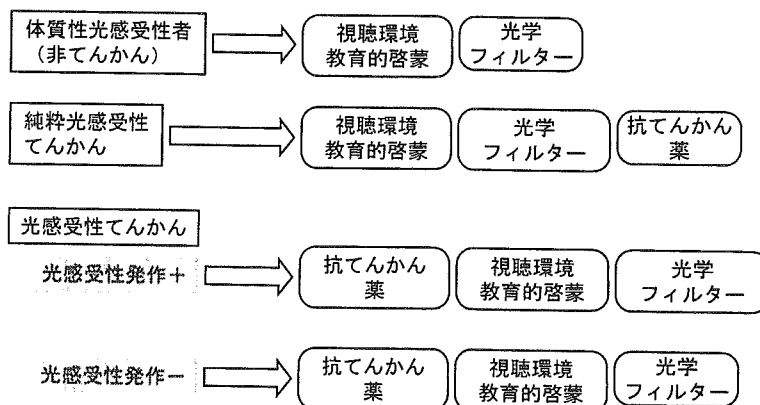 体質性光感受性者
（非てんかん）
視聴環境
教育的啓蒙
光学
フィルター
純粋光感受性
てんかん
視聴環境
教育的啓蒙
光学
フィルター
抗てんかん
薬
光感受性てんかん
光感受性発作＋
抗てんかん
薬
視聴環境
教育的啓蒙
光学
フィルター
光感受性発作－
抗てんかん
薬
視聴環境
教育的啓蒙
光学
フィルター